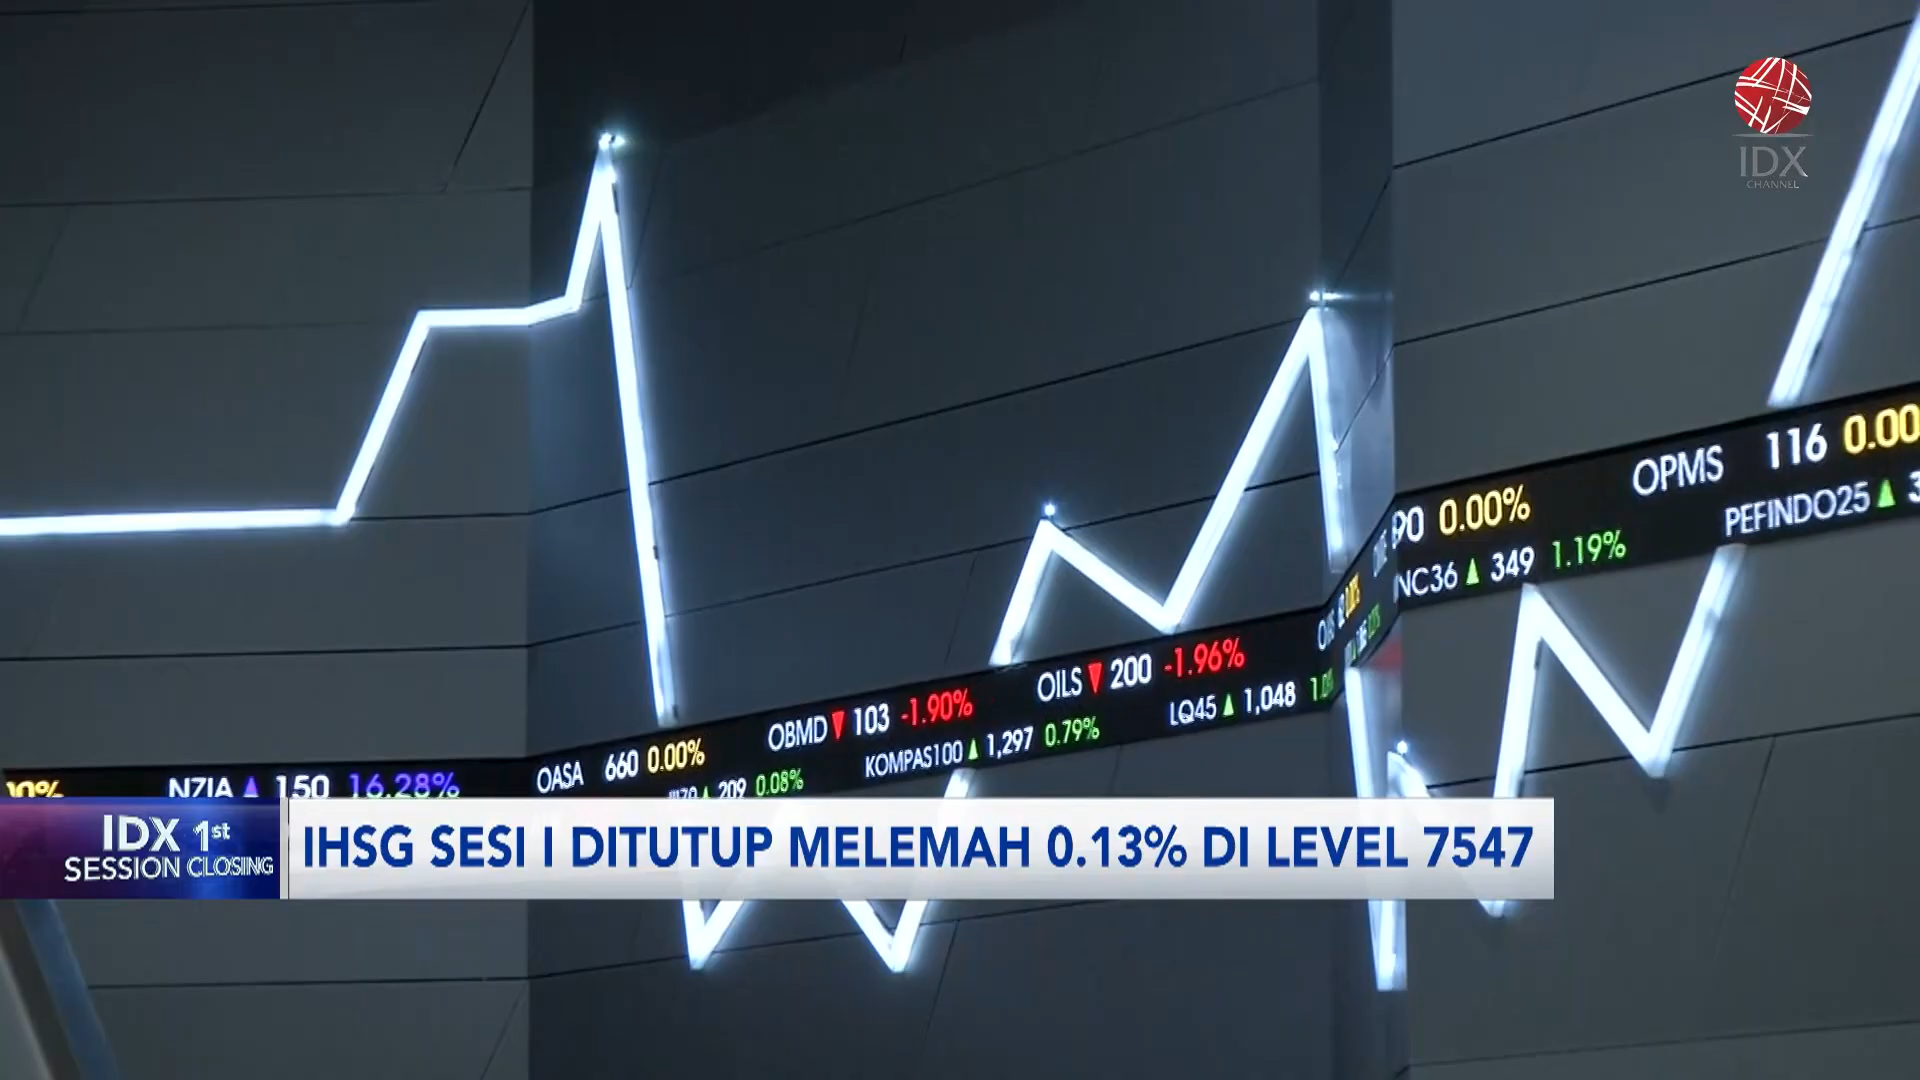 IDX
CHANNEL
OPMS 116 0.00
90 0.00%
PEFINDO25 ▲ 3
NC36 ▲ 349 1.19%
OILS ▼ 200 -1.96%
OBMD ▼ 103 -1.90%
LQ45 ▲ 1,048
KOMPAS100 ▲ 1,297 0.79%
OASA 660 0.00%
209 0.08%
NZIA ▲ 150 16.28%
IDX 1st
SESSION CLOSING
IHSG SESI I DITUTUP MELEMAH 0.13% DI LEVEL 7547